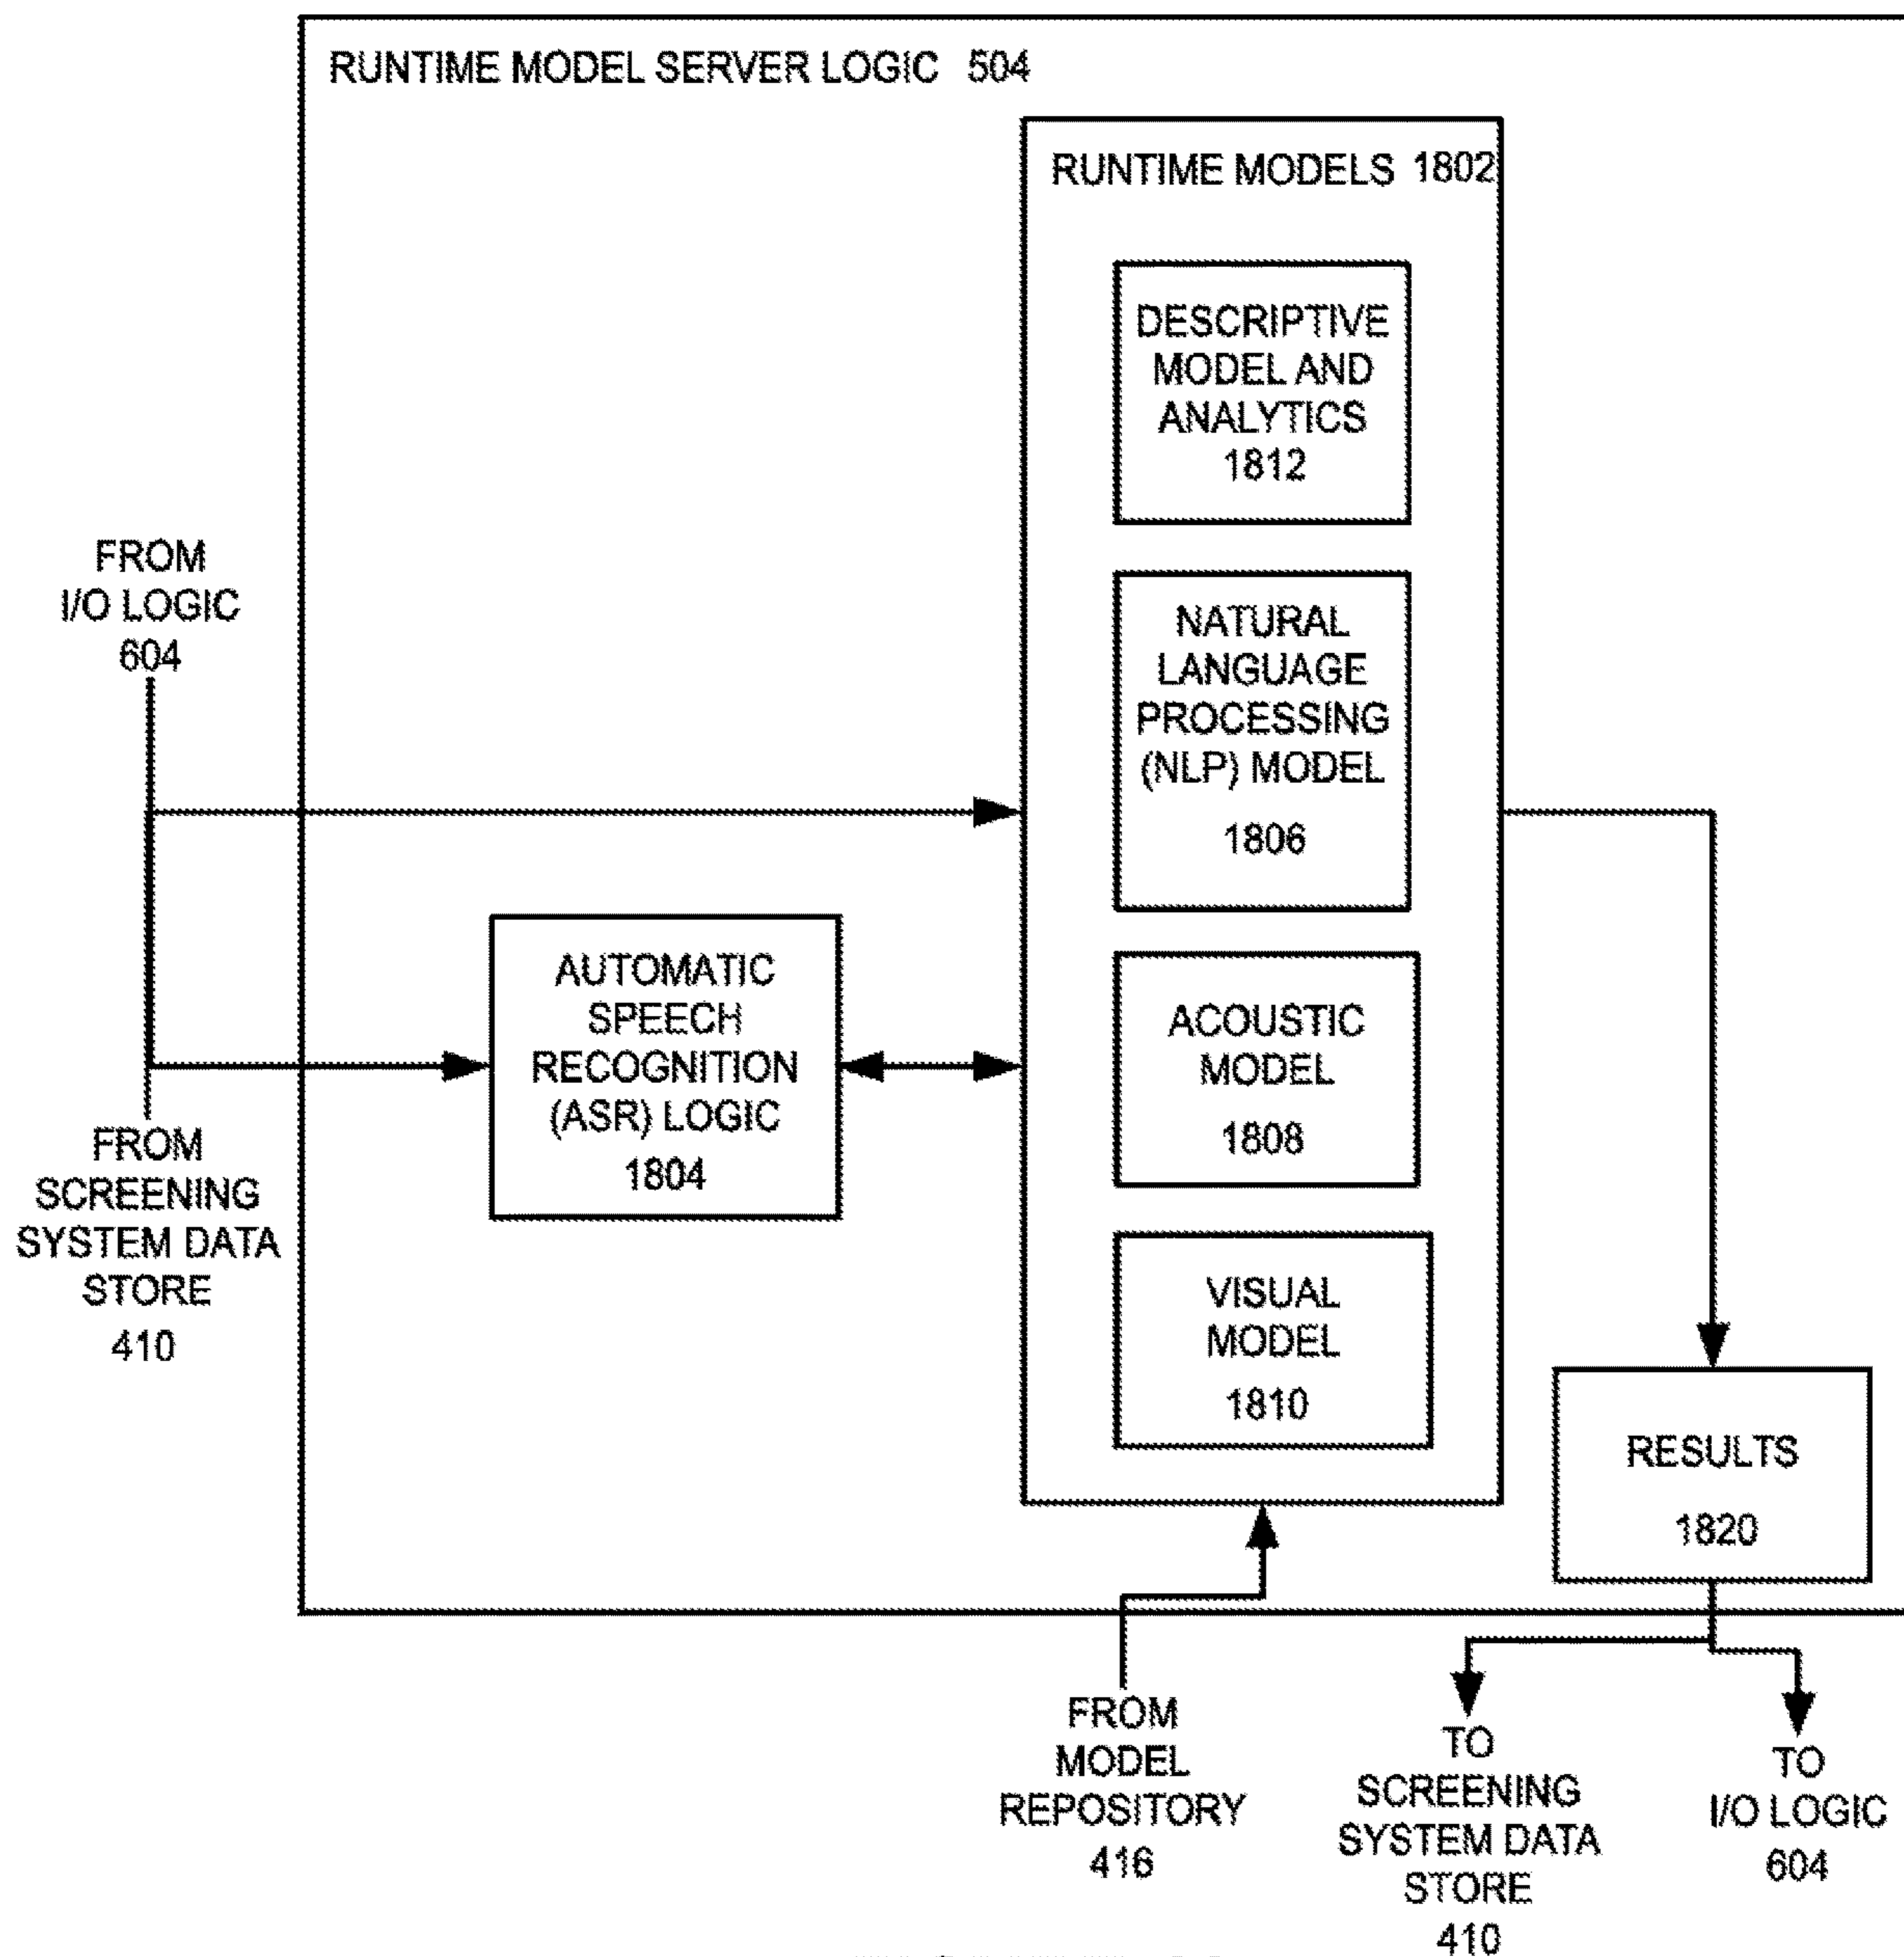 RUNTIME MODEL SERVER LOGIC 504
RUNTIME MODELS 1802
DESCRIPTIVE
MODEL AND
ANALYTICS
1812
NATURAL
LANGUAGE
PROCESSING
(NLP) MODEL
1806
ACOUSTIC
MODEL
1808
VISUAL
MODEL
1810
FROM
I/O LOGIC
604
AUTOMATIC
SPEECH
RECOGNITION
(ASR) LOGIC
1804
FROM
SCREENING
SYSTEM DATA
STORE
410
RESULTS
1820
FROM
MODEL
REPOSITORY
416
TO
SCREENING
SYSTEM DATA
STORE
410
TO
I/O LOGIC
604